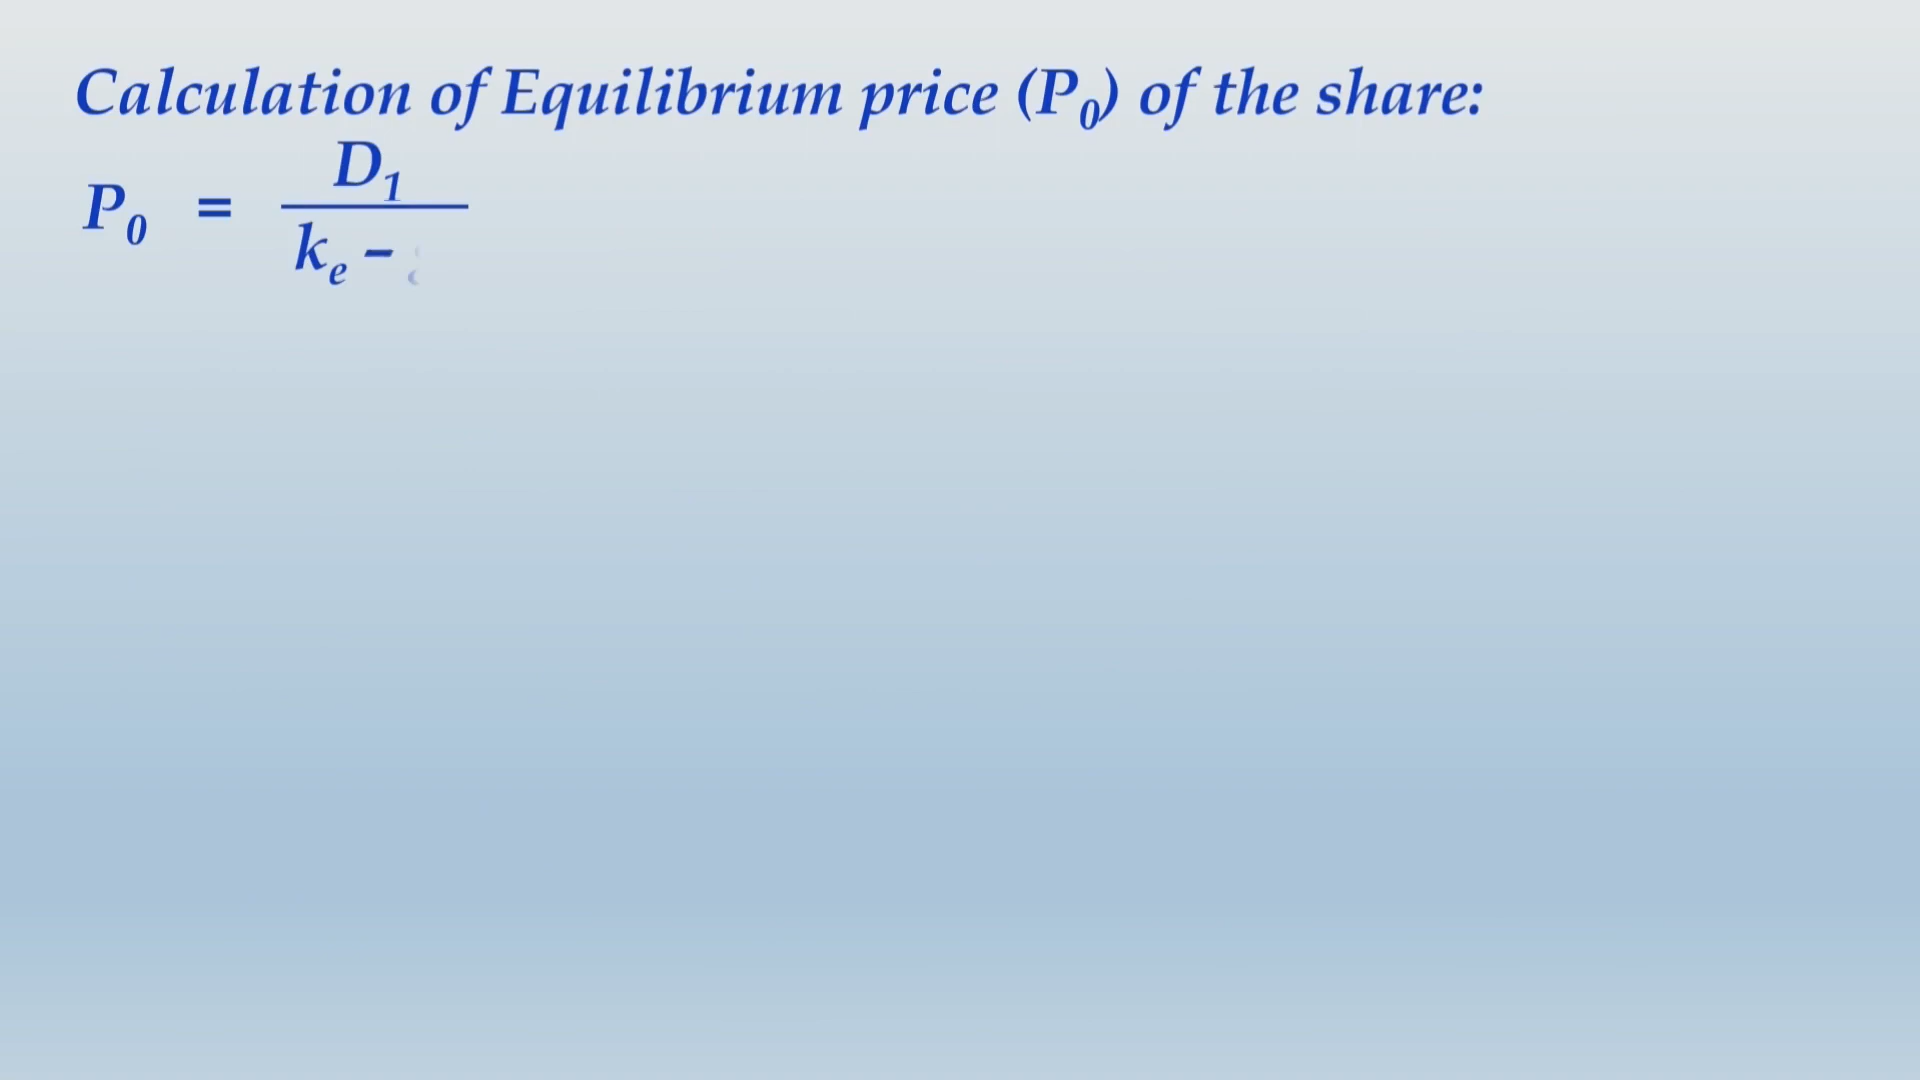 Calculation of Equilibrium price (P₀) of the share:
P₀ = D₁ / kₑ –